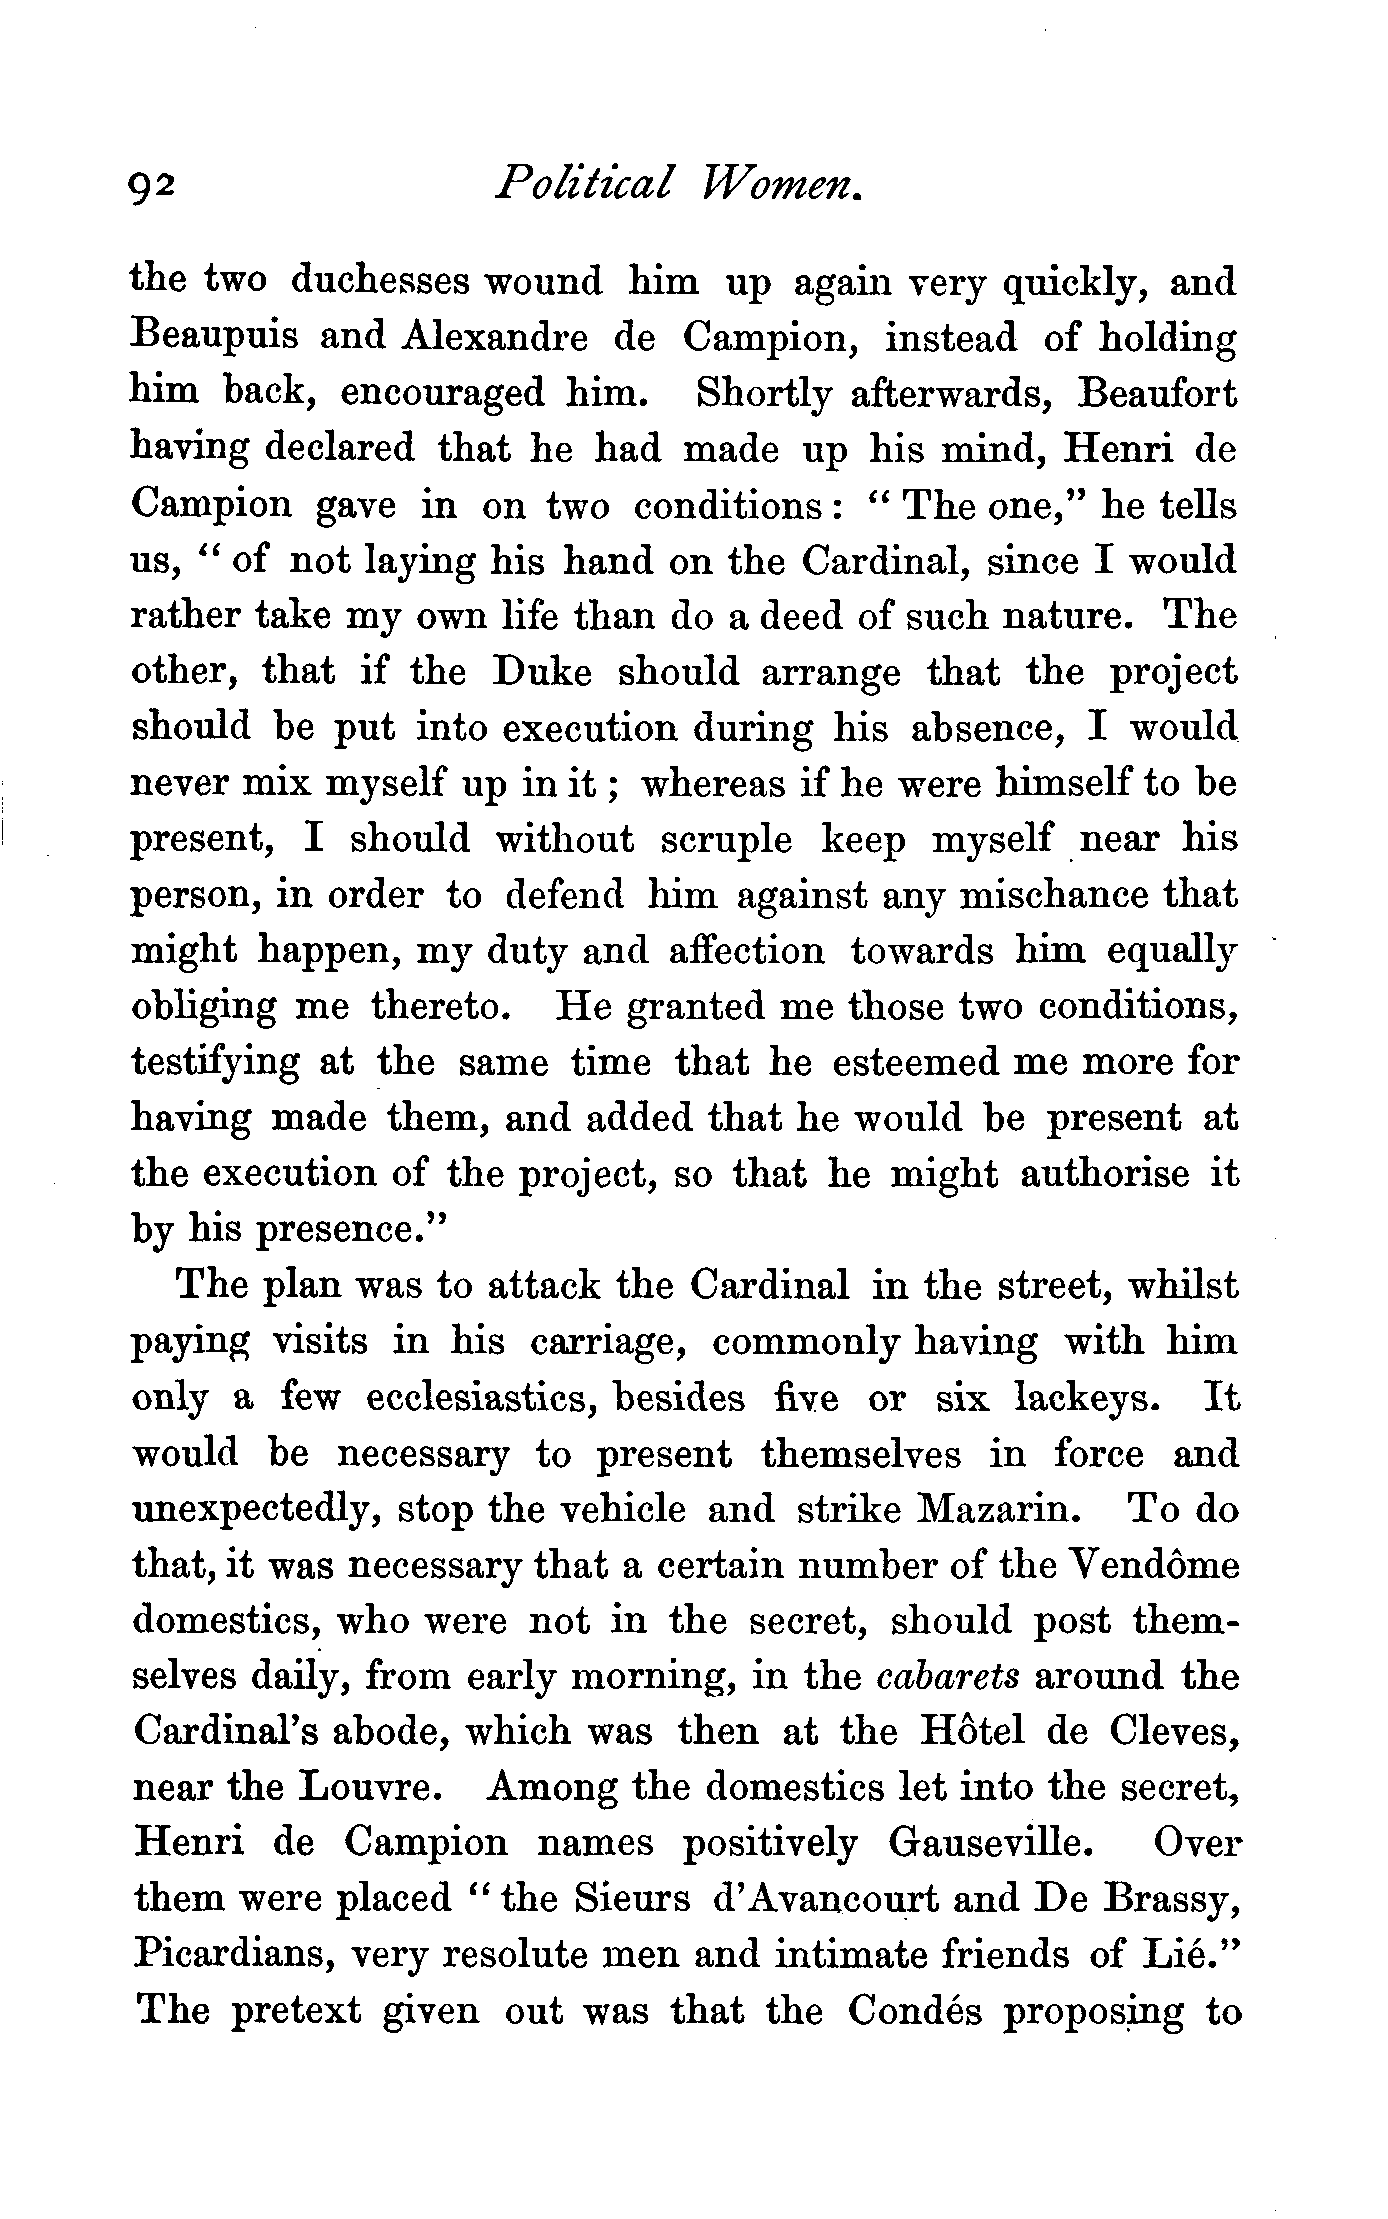 92 Political Women.
the two duchesses wound him up again very quickly, and
Beaupuis and Alexandre de Campion, instead of holding
him back, encouraged him. Shortly afterwards, Beaufort
having declared that he had made up his mind, Henri de
Campion gave in on two conditions: “The one,” he tells
us, “of not laying his hand on the Cardinal, since I would
rather take my own life than do a deed of such nature. The
other, that if the Duke should arrange that the project
should be put into execution during his absence, I would
never mix myself up in it; whereas if he were himself to be
present, I should without scruple keep myself near his
person, in order to defend him against any mischance that
might happen, my duty and affection towards him equally
obliging me thereto. He granted me those two conditions,
testifying at the same time that he esteemed me more for
having made them, and added that he would be present at
the execution of the project, so that he might authorise it
by his presence.”
The plan was to attack the Cardinal in the street, whilst
paying visits in his carriage, commonly having with him
only a few ecclesiastics, besides five or six lackeys. It
would be necessary to present themselves in force and
unexpectedly, stop the vehicle and strike Mazarin. To do
that, it was necessary that a certain number of the Vendôme
domestics, who were not in the secret, should post them-
selves daily, from early morning, in the cabarets around the
Cardinal's abode, which was then at the Hôtel de Cleves,
near the Louvre. Among the domestics let into the secret,
Henri de Campion names positively Gauseville. Over
them were placed “the Sieurs d'Avancourt and De Brassy,
Picardians, very resolute men and intimate friends of Lié.”
The pretext given out was that the Condés proposing to